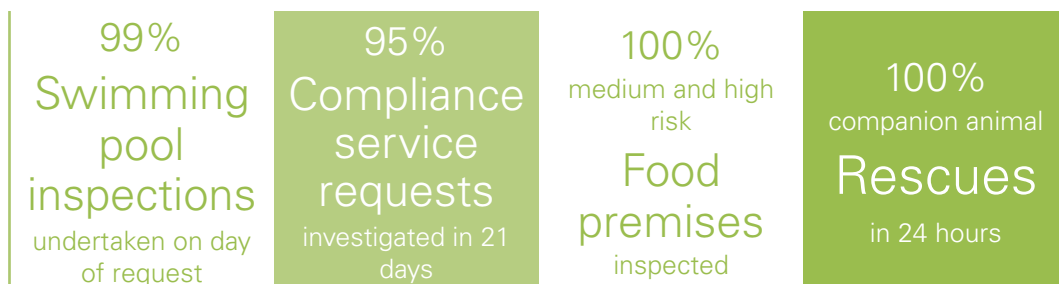 99%
Swimming
pool
inspections
undertaken on day
of request
95%
Compliance
service
requests
investigated in 21
days
100%
medium and high
risk
Food
premises
inspected
100%
companion animal
Rescues
in 24 hours